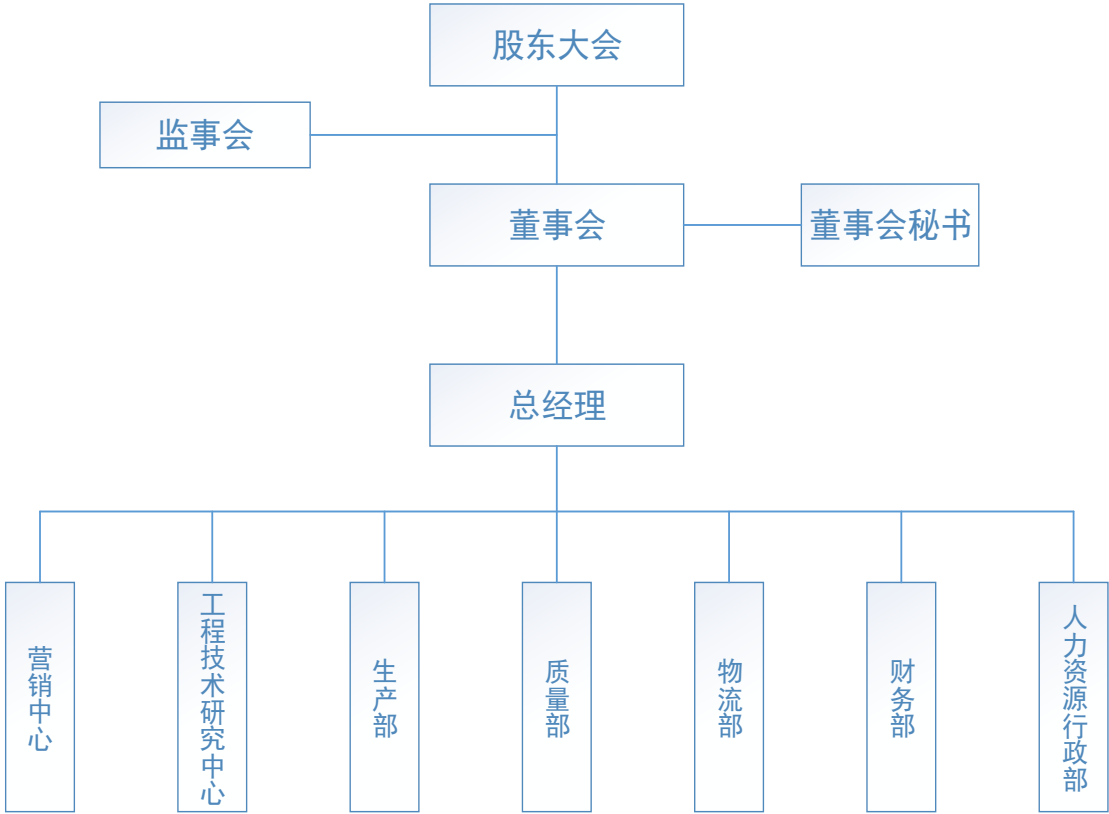 股东大会
监事会
董事会
董事会秘书
总经理
营销中心
工程技术研究中心
生产部
质量部
物流部
财务部
人力资源行政部